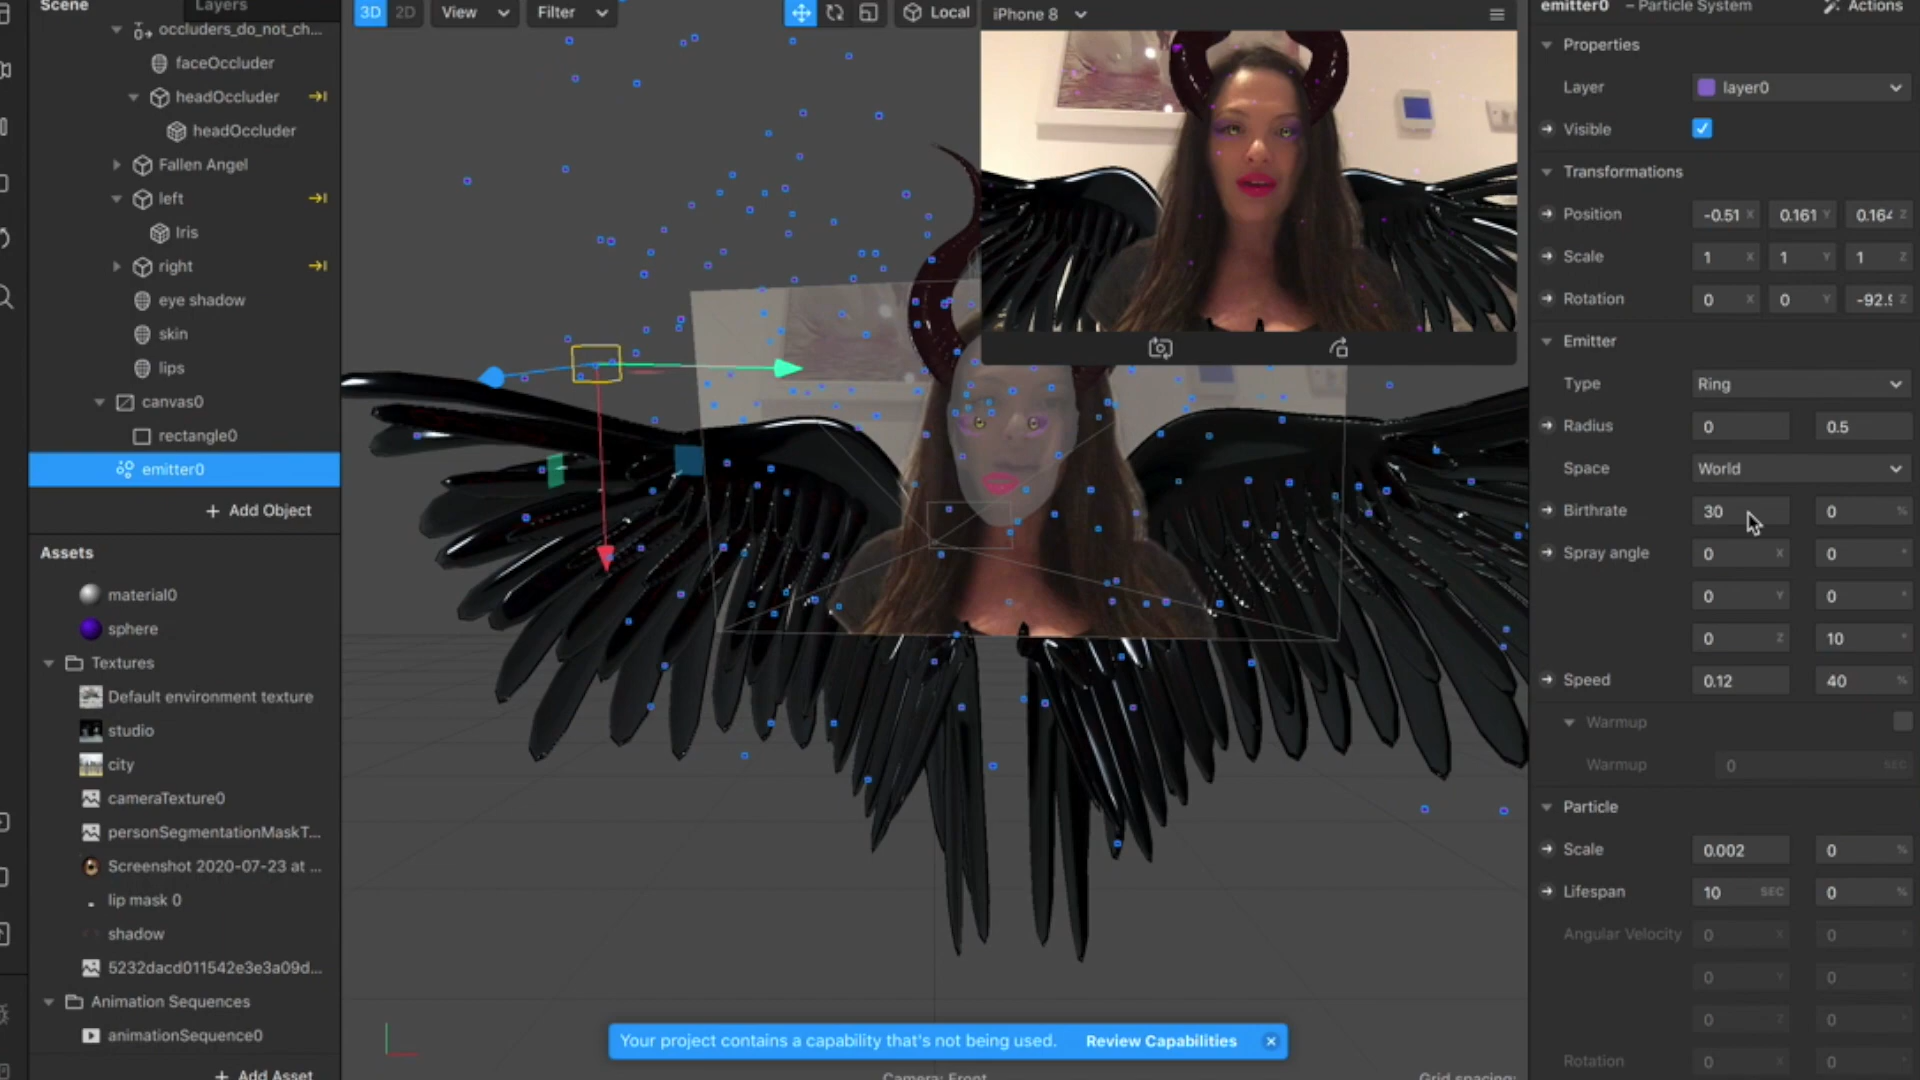 Scene
Layers
occluders_do_not_ch...
faceOccluder
headOccluder
headOccluder
Fallen Angel
left
Iris
right
eye shadow
skin
lips
canvas0
rectangle0
emitter0
+ Add Object
Assets
material0
sphere
Textures
Default environment texture
studio
city
cameraTexture0
personSegmentationMaskT...
Screenshot 2020-07-23 at ...
lip mask 0
shadow
5232dacd011542e3e3a09d...
Animation Sequences
animationSequence0
+ Add Asset
3D 2D View Filter Local
iPhone 8
Your project contains a capability that's not being used. Review Capabilities
Camera: Front
Grid spacing:
emitter0 – Particle System Actions
Properties
Layer layer0
Visible
Transformations
Position -0.51 X 0.161 Y 0.164 Z
Scale 1 X 1 Y 1 Z
Rotation 0 X 0 Y -92.9 Z
Emitter
Type Ring
Radius 0 0.5
Space World
Birthrate 30 0 %
Spray angle 0 X 0 °
0 Y 0 °
0 Z 10 °
Speed 0.12 40 %
Warmup
Warmup 0 SEC
Particle
Scale 0.002 0 %
Lifespan 10 SEC 0 %
Angular Velocity 0 X 0 °
0 Y 0 °
0 Z 0 °
Rotation 0 X 0 °